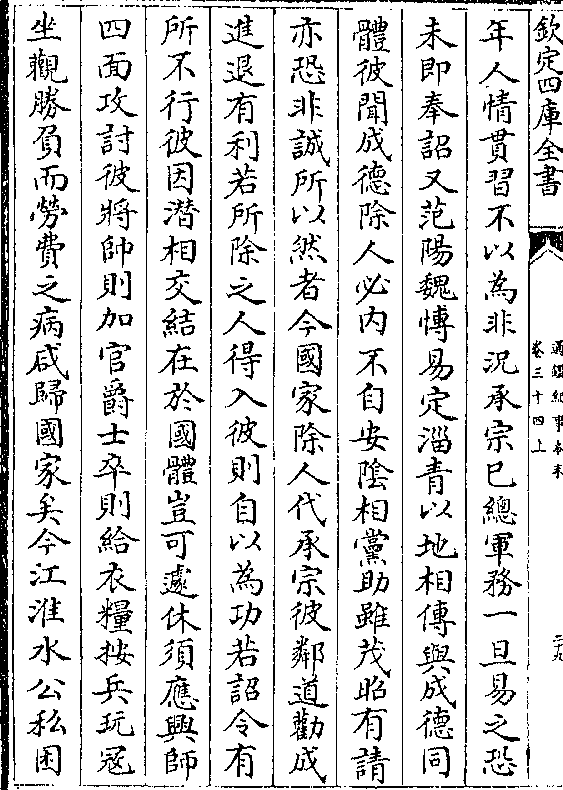 欽定四庫全書
通鑑紀事本末
卷三十四上
二九
年人情貫習不以為非況承宗已總軍務一旦易之恐
未即奉詔又范陽魏博易定淄青以地相傳與成德同
體彼聞成德除人必内不自安陰相黨助雖茂昭有請
亦恐非誠所以然者今國家除人代承宗彼鄰道勸成
進退有利若所除之人得入彼則自以為功若詔令有
所不行彼因潛相交結在於國體豈可遽休須應興師
四面攻討彼將帥則加官爵士卒則給衣糧按兵玩冦
坐觀勝負而勞費之病咸歸國家矣今江淮水公私困